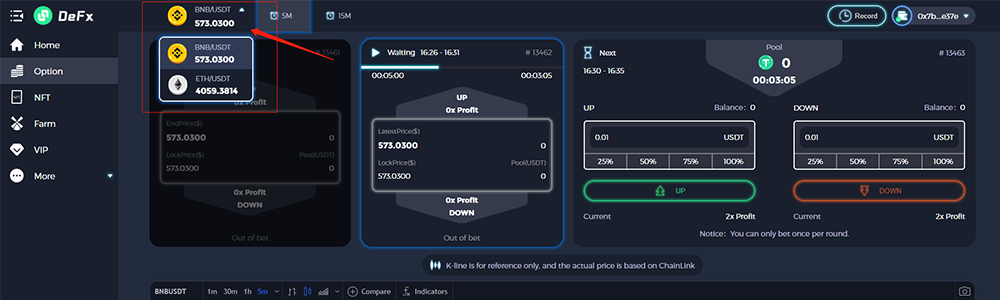 DeFx
BNB/USDT
573.0300
5M
15M
Record
0x7b...e37e
BNB/USDT
573.0300
ETH/USDT
4059.3814
Home
Option
NFT
Farm
VIP
More
# 13461
EndPrice($)
573.0300
0
LockPrice($)
Pool(USDT)
573.0300
0
0x Profit
DOWN
Out of bet
Waiting 16:26 - 16:31
# 13462
00:05:00
00:03:05
UP
0x Profit
LatestPrice($)
573.0300
0
LockPrice($)
Pool(USDT)
573.0300
0
0x Profit
DOWN
Out of bet
Next
16:30 - 16:35
Pool
0
00:03:05
# 13463
UP
Balance: 0
0.01
USDT
25%
50%
75%
100%
UP
Current
2x Profit
DOWN
Balance: 0
0.01
USDT
25%
50%
75%
100%
DOWN
Current
2x Profit
Notice: You can only bet once per round.
K-line is for reference only, and the actual price is based on ChainLink
BNBUSDT
1m
30m
1h
5m
Compare
Indicators